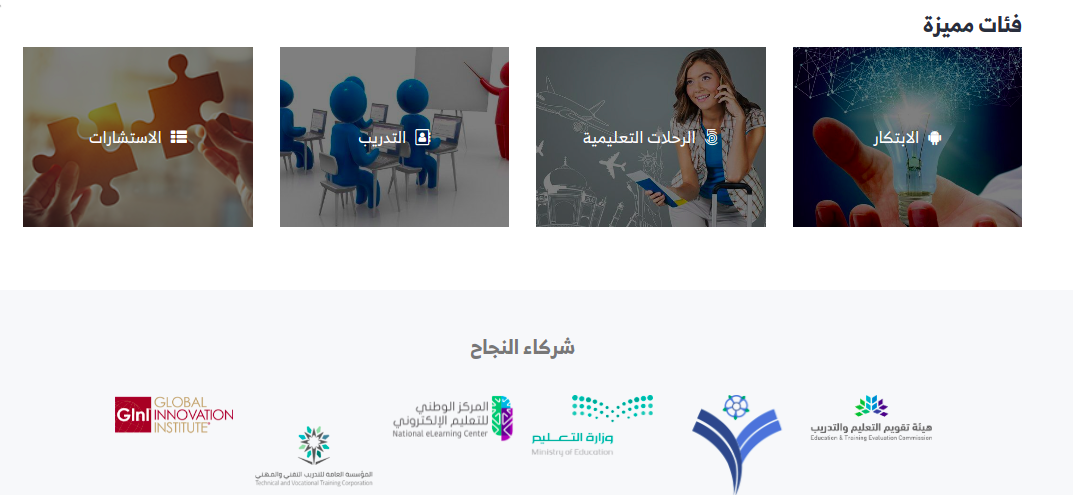 فئات مميزة
الابتكار
الرحلات التعليمية
التدريب
الاستشارات
شركاء النجاح
هيئة تقويم التعليم والتدريب
Education & Training Evaluation Commission
وزارة التعـــليم
Ministry of Education
المركز الوطني
للتعليم الإلكتروني
National eLearning Center
المؤسسة العامة للتدريب التقني والمهني
Technical and Vocational Training Corporation
GInI
GLOBAL
INNOVATION
INSTITUTE